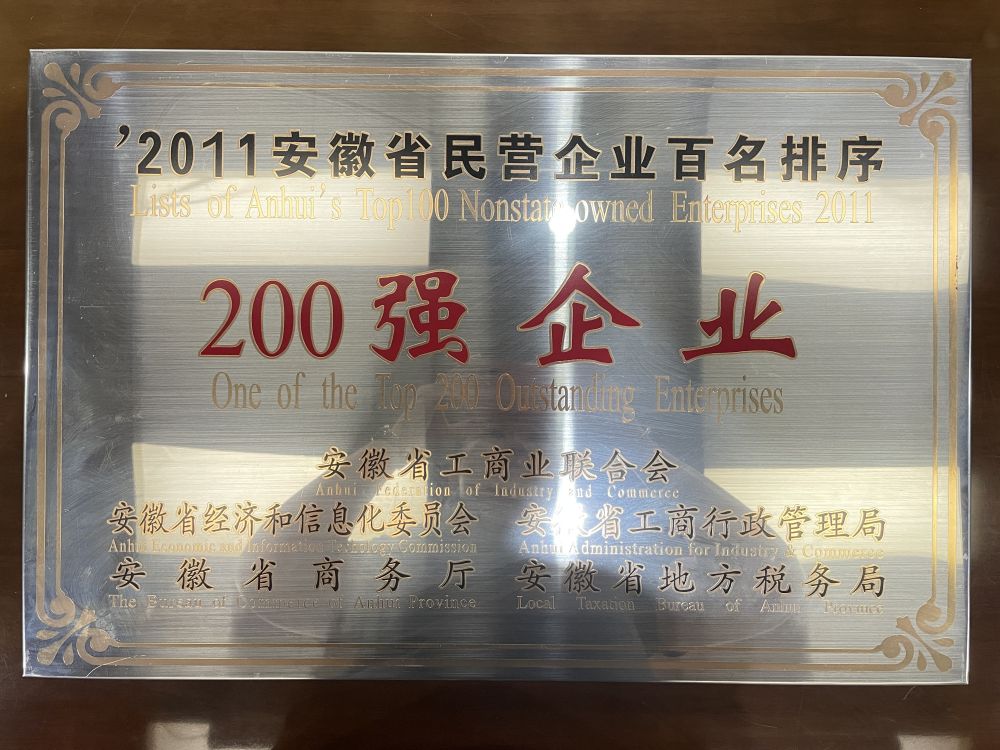 '2011安徽省民营企业百名排序
Lists of Anhui's Top100 Nonstate-owned Enterprises 2011
200强企业
One of the Top 200 Outstanding Enterprises
安徽省工商业联合会
Anhui Federation of Industry and Commerce
安徽省经济和信息化委员会 安徽省工商行政管理局
Anhui Economic and Information Techology Commission Anhui Administration for Industry & Commerce
安徽省商务厅 安徽省地方税务局
The Bureau of Commerce of Anhui Province Local Taxation Bureau of Anhui Province